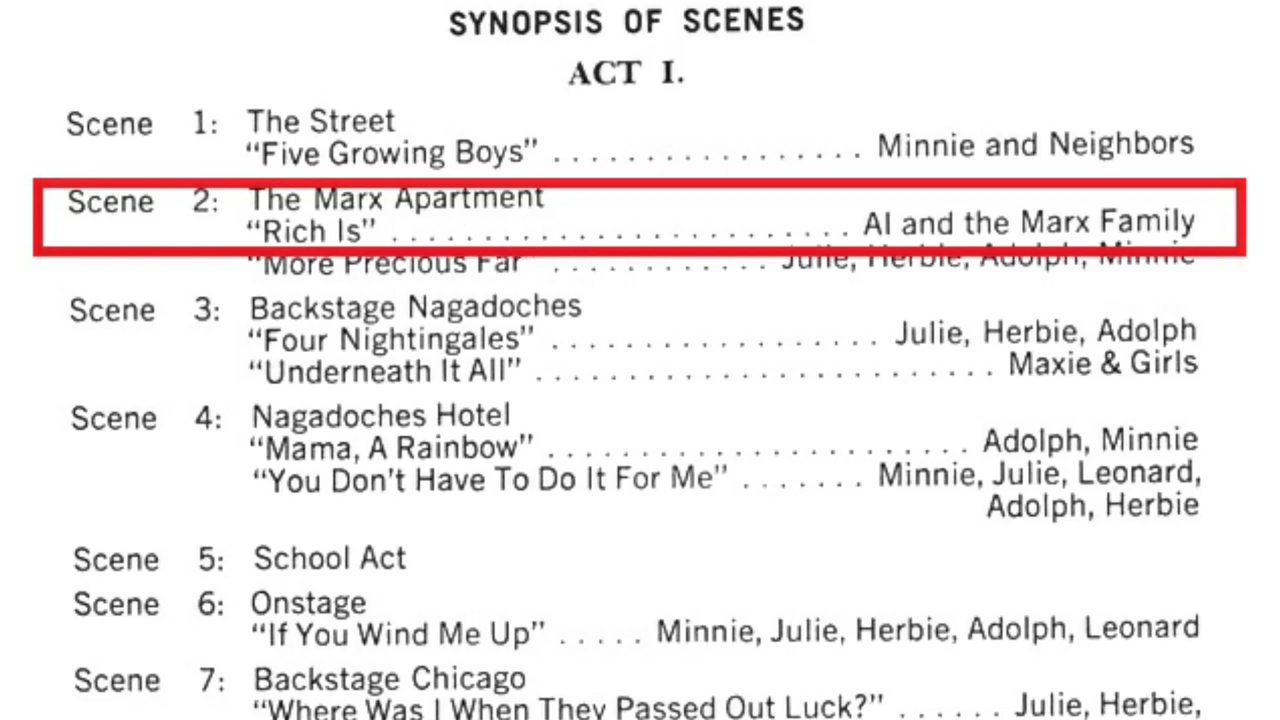 SYNOPSIS OF SCENES
ACT I.
Scene 1: The Street
"Five Growing Boys" . . . . . . . . . . . . . . . . . Minnie and Neighbors
Scene 2: The Marx Apartment
"Rich Is" . . . . . . . . . . . . . . . . . . . . . . . . . Al and the Marx Family
"More Precious Far" . . . . . . . . . . . . Julie, Herbie, Adolph, Minnie
Scene 3: Backstage Nagadoches
"Four Nightingales" . . . . . . . . . . . . . . . . . . Julie, Herbie, Adolph
"Underneath It All" . . . . . . . . . . . . . . . . . . . . . . . . . Maxie & Girls
Scene 4: Nagadoches Hotel
"Mama, A Rainbow" . . . . . . . . . . . . . . . . . . . . . . . Adolph, Minnie
"You Don't Have To Do It For Me" . . . . . . . Minnie, Julie, Leonard,
Adolph, Herbie
Scene 5: School Act
Scene 6: Onstage
"If You Wind Me Up" . . . . . Minnie, Julie, Herbie, Adolph, Leonard
Scene 7: Backstage Chicago
"Where Was I When They Passed Out Luck?" . . . . . . Julie, Herbie,